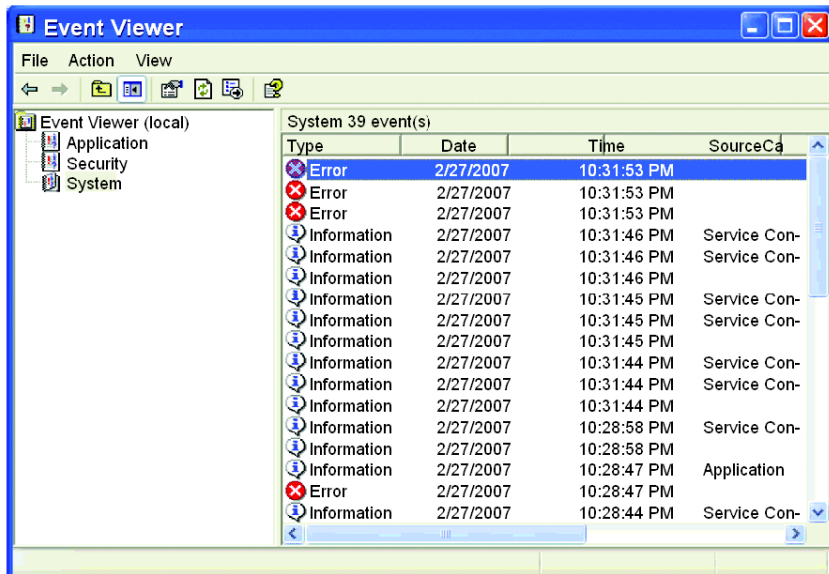 Event Viewer
File Action View
Event Viewer (local)
Application
Security
System
System 39 event(s)
Type Date Time SourceCa
Error 2/27/2007 10:31:53 PM
Error 2/27/2007 10:31:53 PM
Error 2/27/2007 10:31:53 PM
Information 2/27/2007 10:31:46 PM Service Con-
Information 2/27/2007 10:31:46 PM Service Con-
Information 2/27/2007 10:31:46 PM
Information 2/27/2007 10:31:45 PM Service Con-
Information 2/27/2007 10:31:45 PM Service Con-
Information 2/27/2007 10:31:45 PM
Information 2/27/2007 10:31:44 PM Service Con-
Information 2/27/2007 10:31:44 PM Service Con-
Information 2/27/2007 10:31:44 PM
Information 2/27/2007 10:28:58 PM Service Con-
Information 2/27/2007 10:28:58 PM
Information 2/27/2007 10:28:47 PM Application
Error 2/27/2007 10:28:47 PM
Information 2/27/2007 10:28:44 PM Service Con-